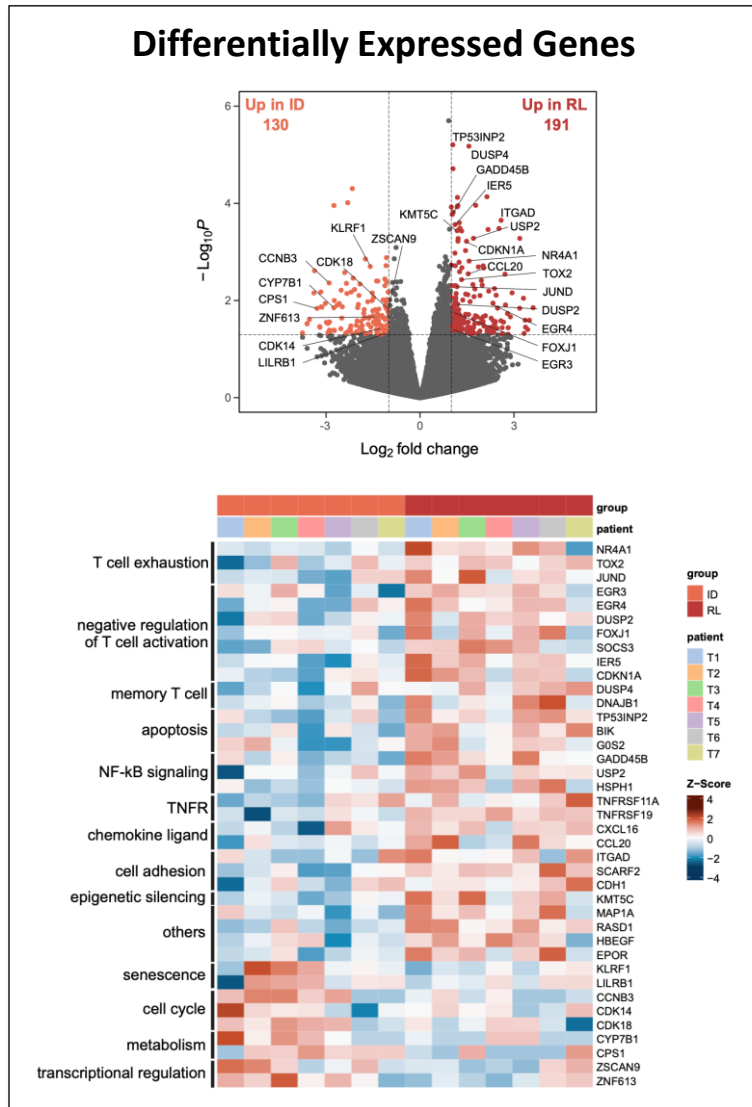 Differentially Expressed Genes
Up in ID
130
Up in RL
191
TP53INP2
DUSP4
GADD45B
IER5
KMT5C
ITGAD
USP2
ZSCAN9
KLRF1
CDKN1A
NR4A1
CCNB3
CDK18
CCL20
TOX2
CYP7B1
JUND
CPS1
DUSP2
ZNF613
EGR4
CDK14
FOXJ1
LILRB1
EGR3
6
4
2
0
− Log10P
-3
0
3
Log2 fold change
group
patient
T cell exhaustion
negative regulation
of T cell activation
memory T cell
apoptosis
NF-kB signaling
TNFR
chemokine ligand
cell adhesion
epigenetic silencing
others
senescence
cell cycle
metabolism
transcriptional regulation
NR4A1
TOX2
JUND
EGR3
EGR4
DUSP2
FOXJ1
SOCS3
IER5
CDKN1A
DUSP4
DNAJB1
TP53INP2
BIK
G0S2
GADD45B
USP2
HSPH1
TNFRSF11A
TNFRSF19
CXCL16
CCL20
ITGAD
SCARF2
CDH1
KMT5C
MAP1A
RASD1
HBEGF
EPOR
KLRF1
LILRB1
CCNB3
CDK14
CDK18
CYP7B1
CPS1
ZSCAN9
ZNF613
group
ID
RL
patient
T1
T2
T3
T4
T5
T6
T7
Z−Score
4
2
0
−2
−4